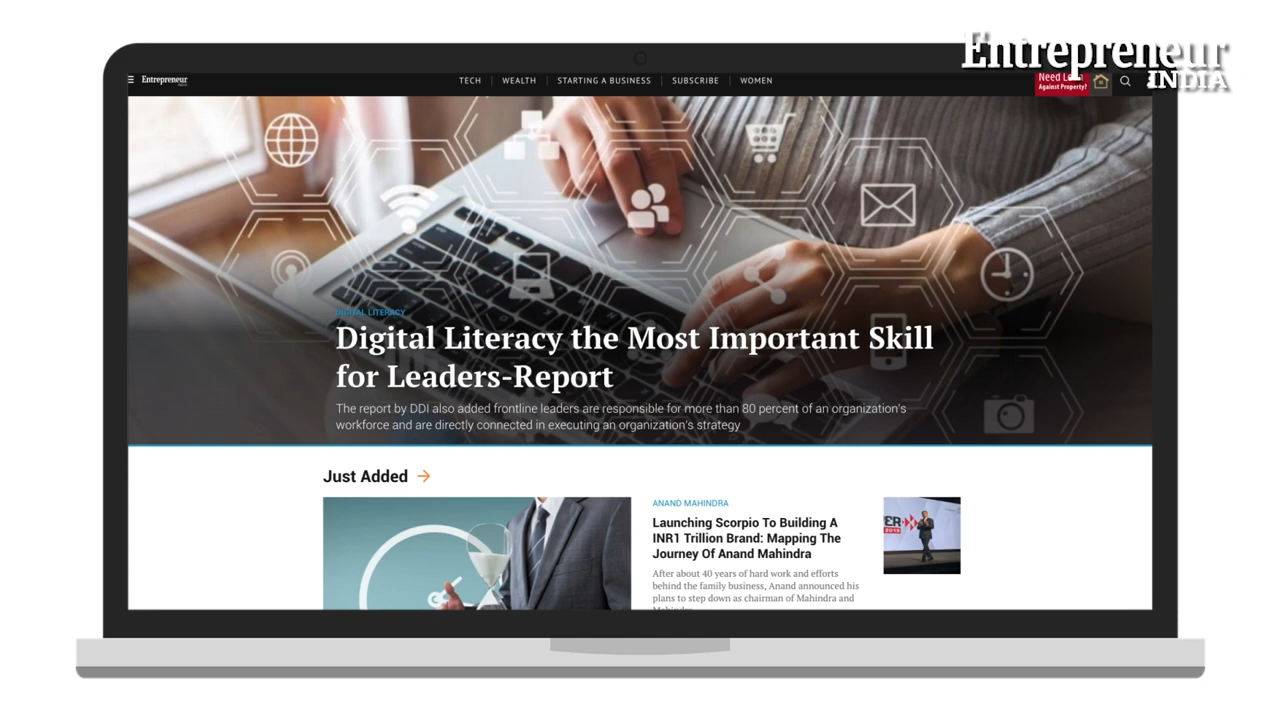 Entrepreneur
INDIA
Entrepreneur
TECH
WEALTH
STARTING A BUSINESS
SUBSCRIBE
WOMEN
Need
Against Property?
DIGITAL LITERACY
Digital Literacy the Most Important Skill
for Leaders-Report
The report by DDI also added frontline leaders are responsible for more than 80 percent of an organization's
workforce and are directly connected in executing an organization's strategy
Just Added
ANAND MAHINDRA
Launching Scorpio To Building A
INR1 Trillion Brand: Mapping The
Journey Of Anand Mahindra
After about 40 years of hard work and efforts
behind the family business, Anand announced his
plans to step down as chairman of Mahindra and